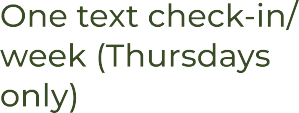 One text check-in/
week (Thursdays
only)